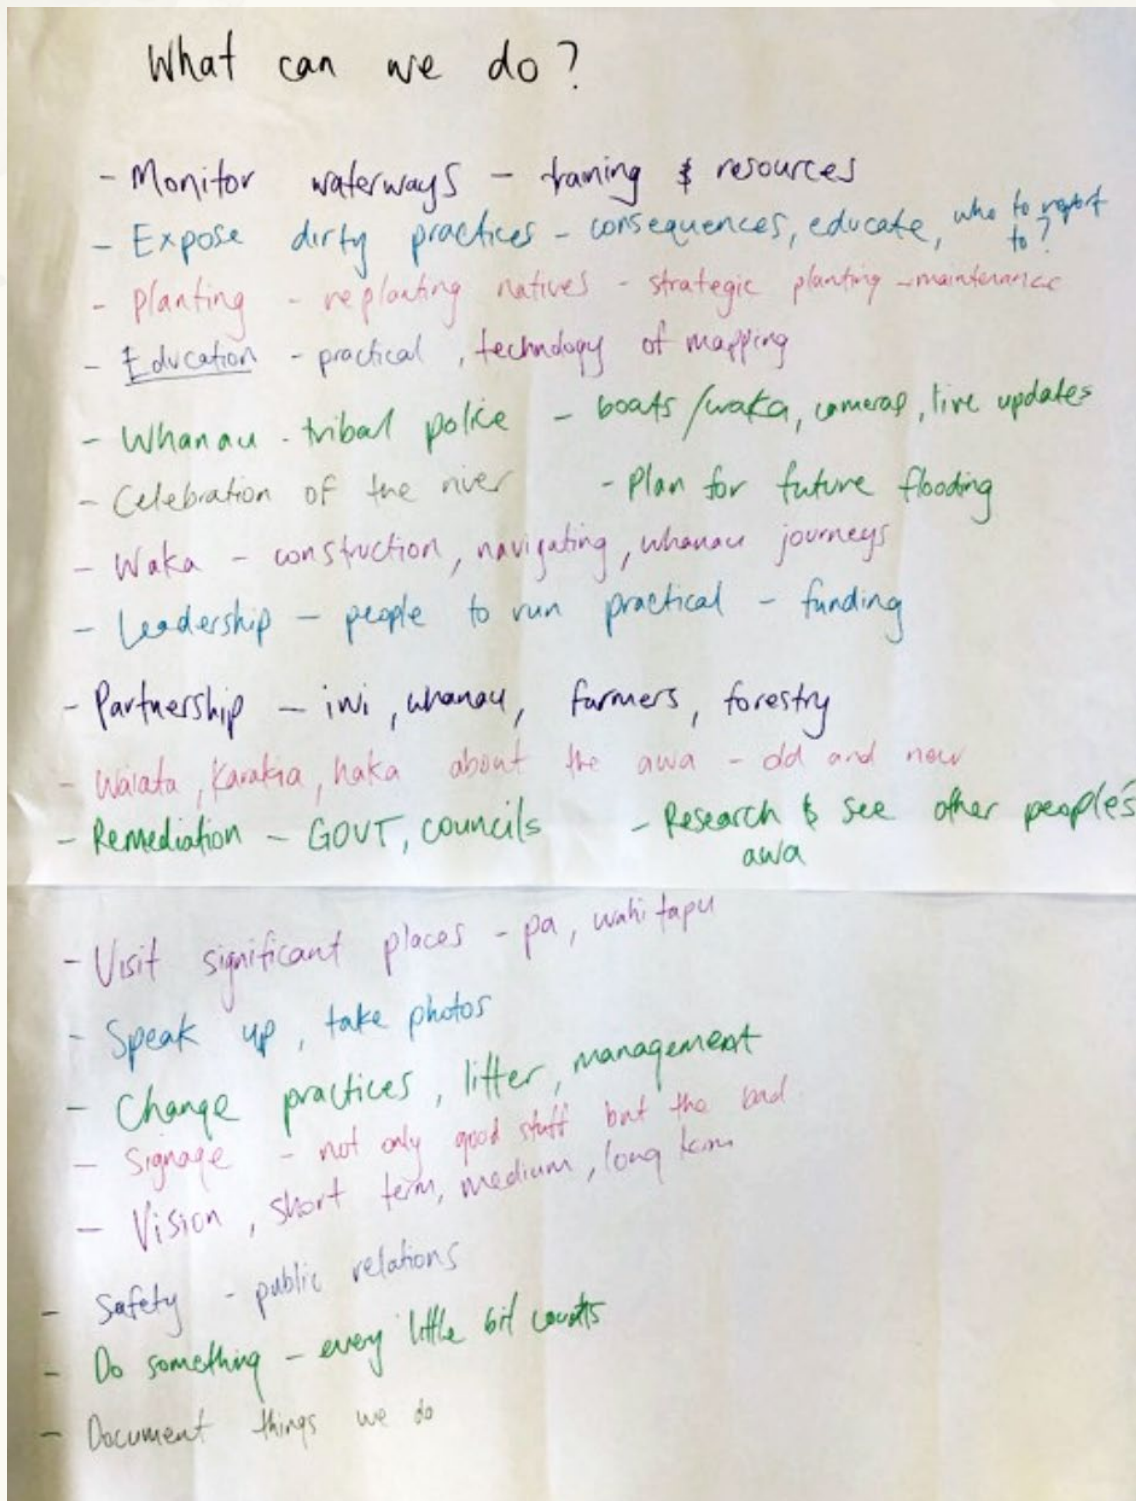 What can we do?
- Monitor waterways - training & resources
- Expose dirty practices - consequences, educate, who to report to?
- Planting - replanting natives - strategic planting - maintenance
- Education - practical, technology of mapping
- Whanau - tribal police - boats/waka, cameras, live updates
- Celebration of the river - Plan for future flooding
- Waka - construction, navigating, whanau journeys
- Leadership - people to run practical - funding
- Partnership - iwi, whanau, farmers, forestry
- Waiata, Karakia, haka about the awa - old and new
- Remediation - GOVT, councils - Research & see other people's
awa
- Visit significant places - pa, wahi tapu
- Speak up, take photos
- Change practices, litter, management
- Signage - not only good stuff but the bad
- Vision, short term, medium, long term
- Safety - public relations
- Do something - every little bit counts
- Document things we do